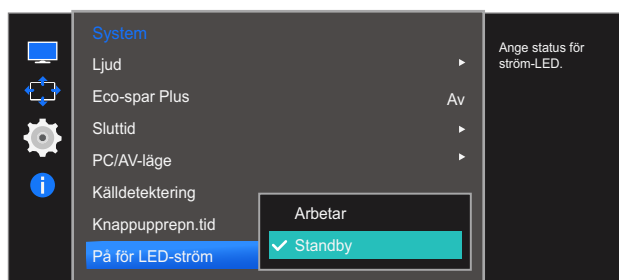 System
Ljud
Eco-spar Plus Av
Sluttid
PC/AV-läge
Källdetektering
Knappupprepn.tid
På för LED-ström
Arbetar
Standby
Ange status för
ström-LED.